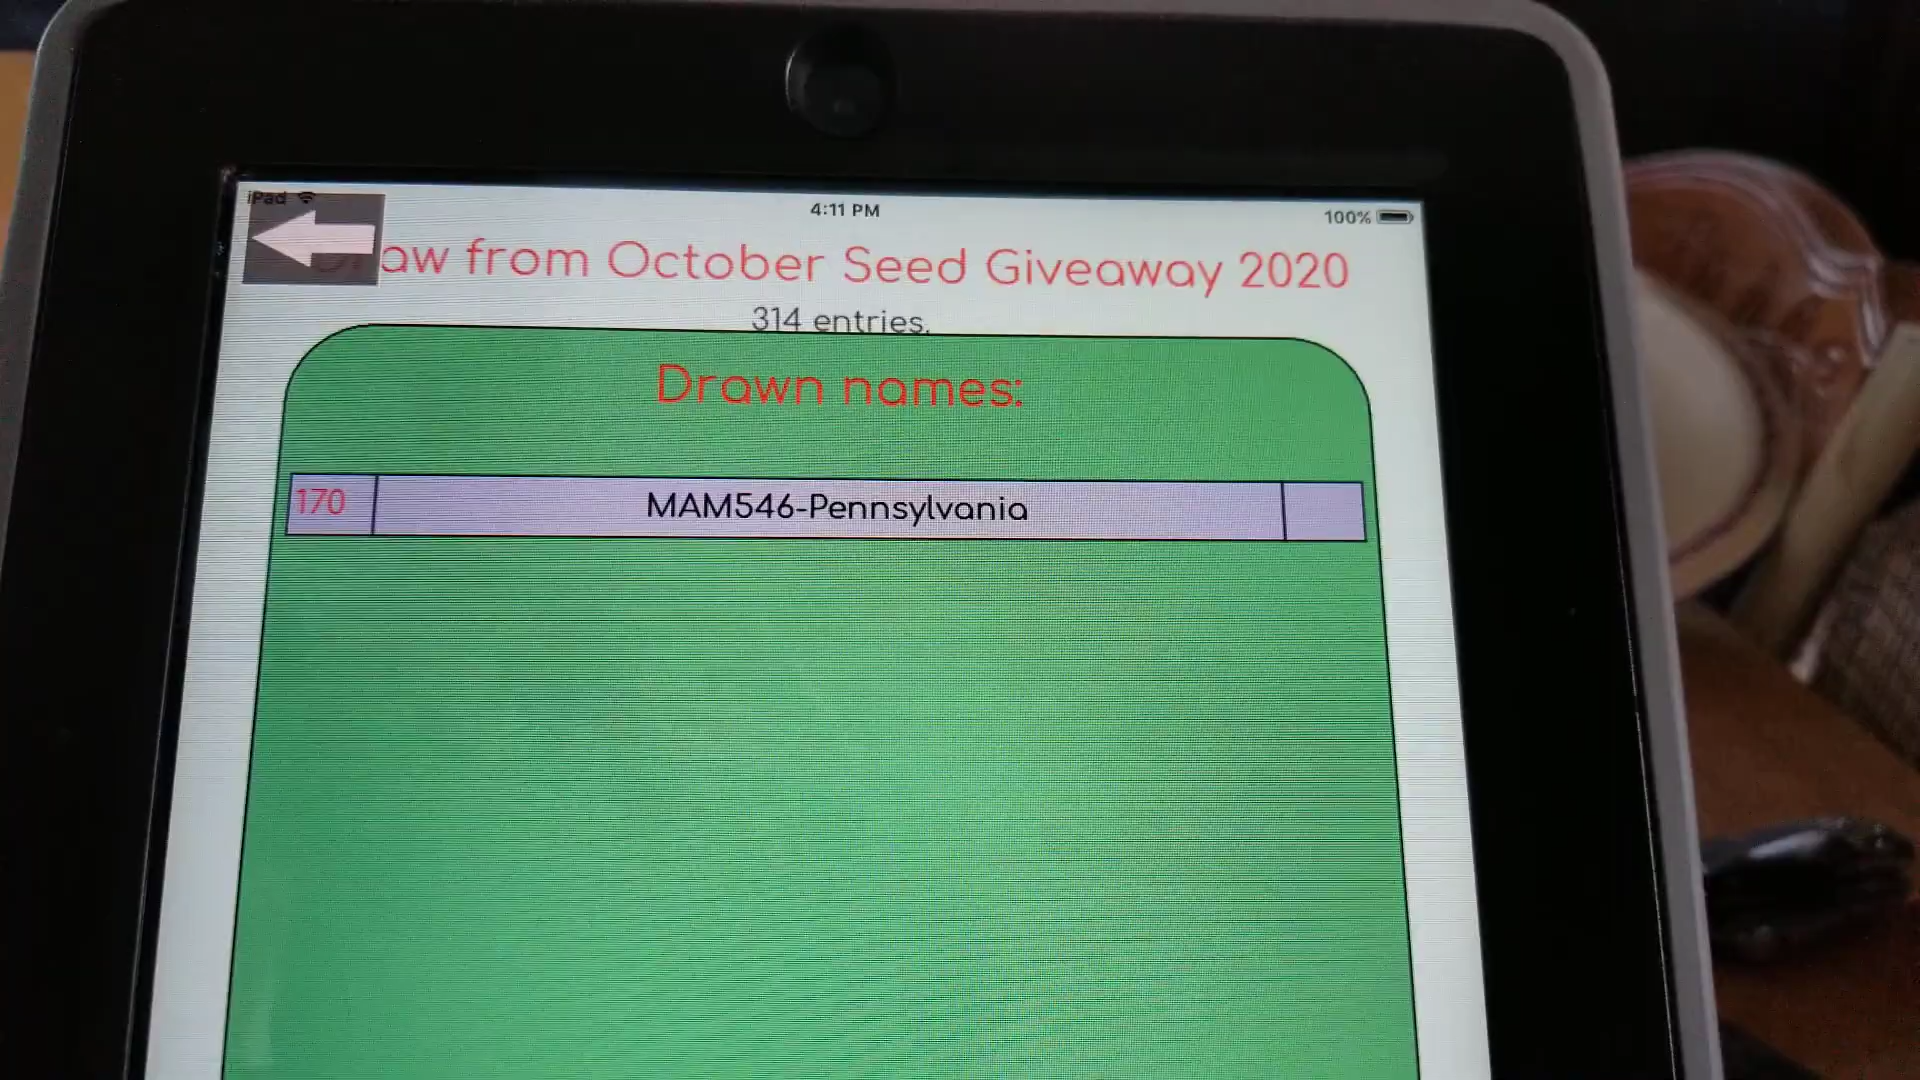 iPad
4:11 PM
100%
aw from October Seed Giveaway 2020
314 entries.
Drawn names:
170 MAM546-Pennsylvania